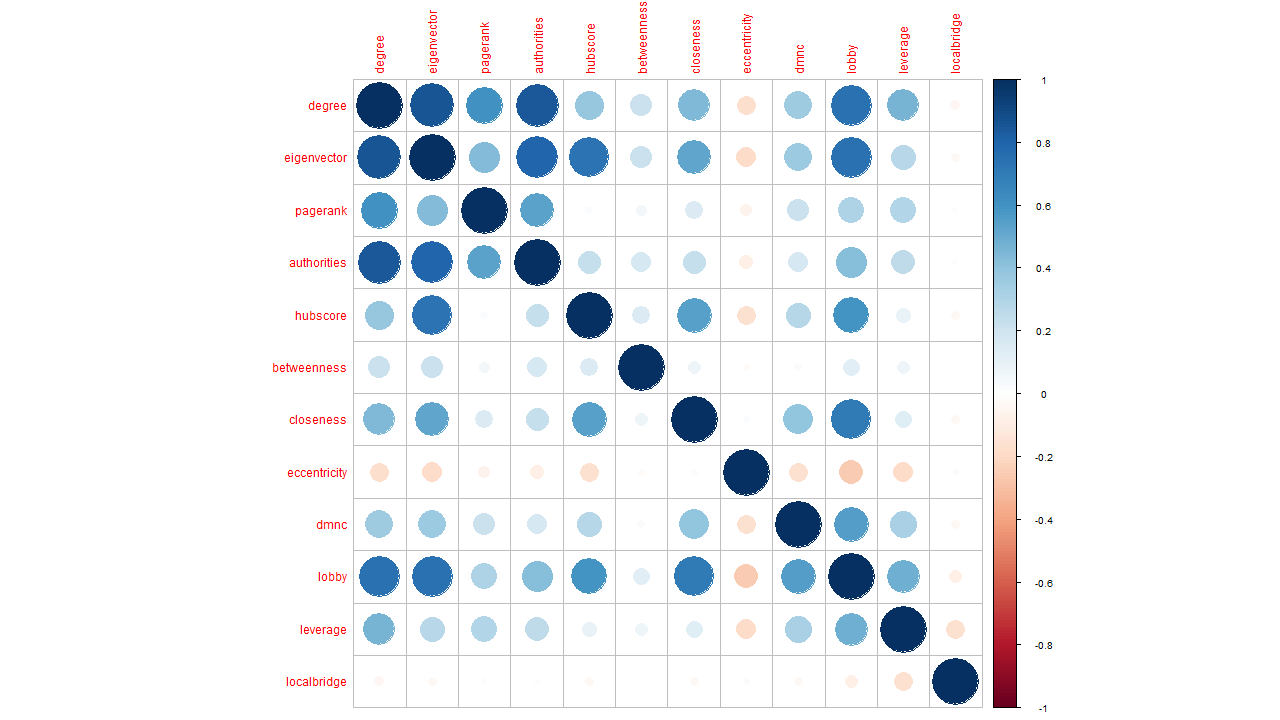 degree
eigenvector
pagerank
authorities
hubscore
betweenness
closeness
eccentricity
dmnc
lobby
leverage
localbridge
degree
eigenvector
pagerank
authorities
hubscore
betweenness
closeness
eccentricity
dmnc
lobby
leverage
localbridge
1
0.8
0.6
0.4
0.2
0
-0.2
-0.4
-0.6
-0.8
-1